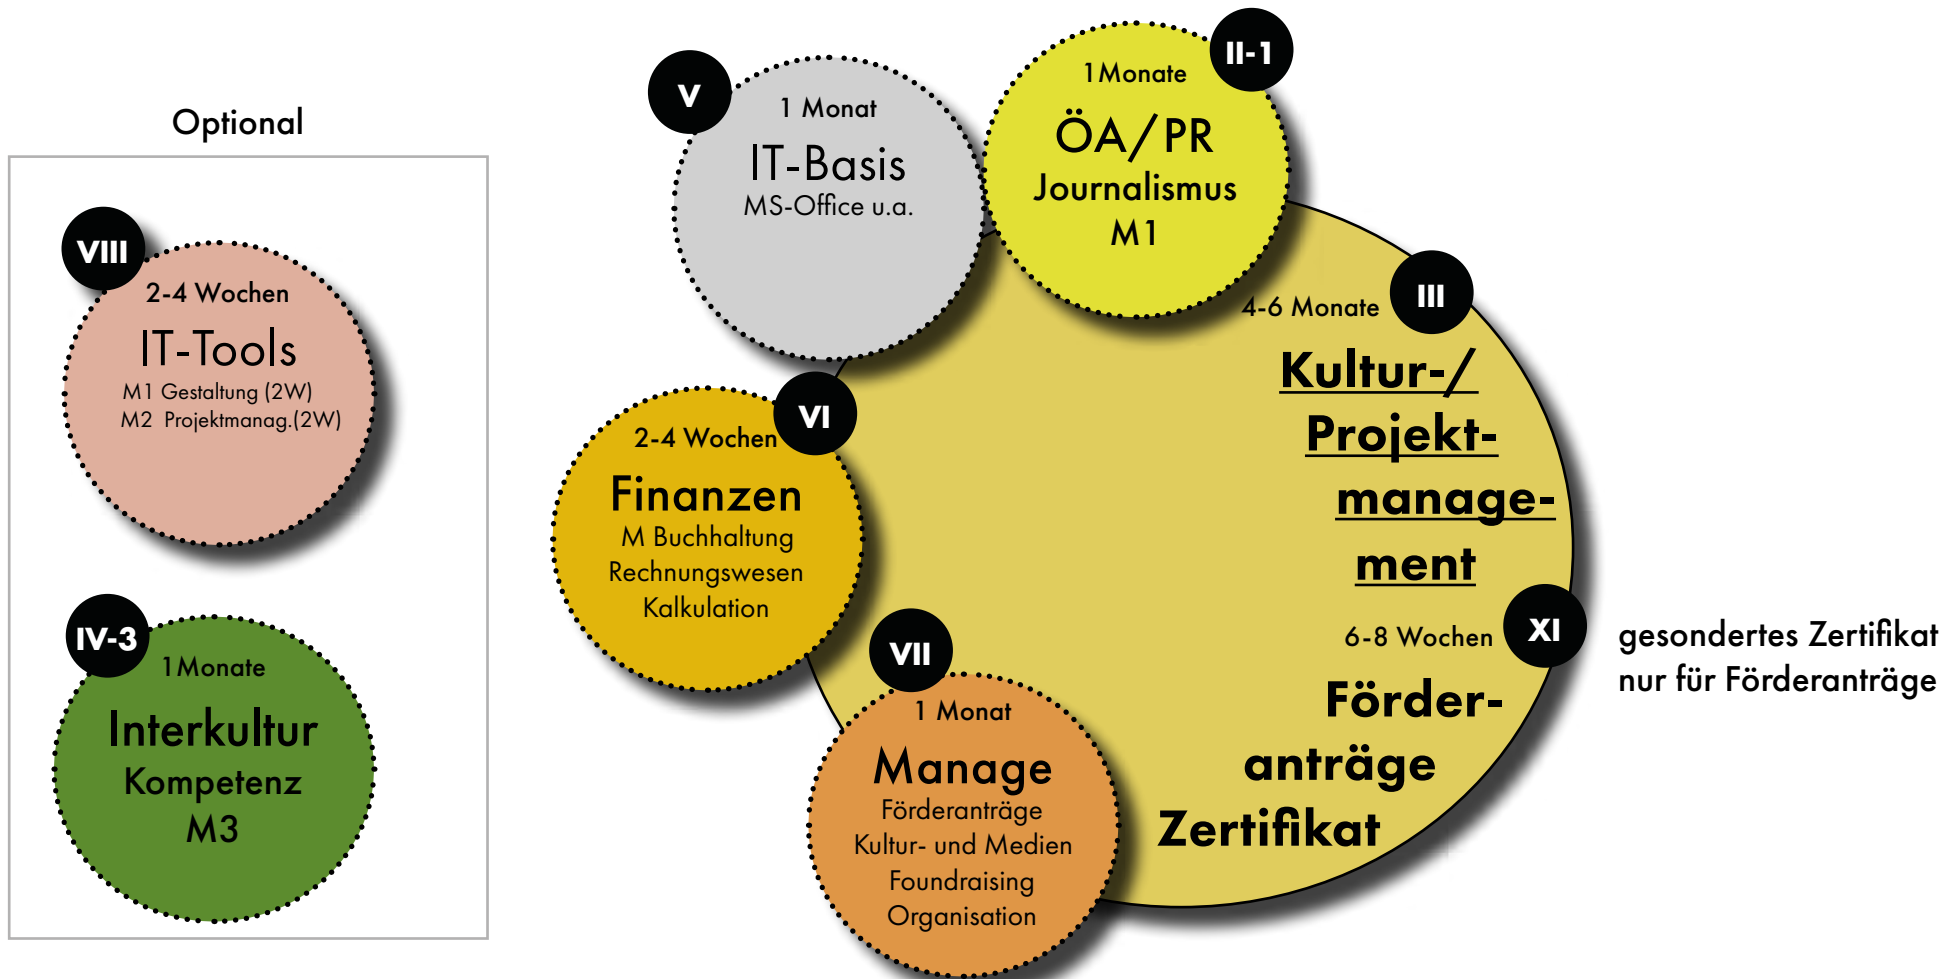 Optional
VIII
2-4 Wochen
IT-Tools
M1 Gestaltung (2W)
M2 Projektmanag.(2W)
IV-3
1Monate
Interkultur
Kompetenz
M3
V
1 Monat
IT-Basis
MS-Office u.a.
II-1
1Monate
ÖA/PR
Journalismus
M1
VI
2-4 Wochen
Finanzen
M Buchhaltung
Rechnungswesen
Kalkulation
VII
1 Monat
Manage
Förderanträge
Kultur- und Medien
Foundraising
Organisation
III
4-6 Monate
Kultur-/
Projekt-
manage-
ment
XI
6-8 Wochen
Förder-
anträge
Zertifikat
gesondertes Zertifikat
nur für Förderanträge